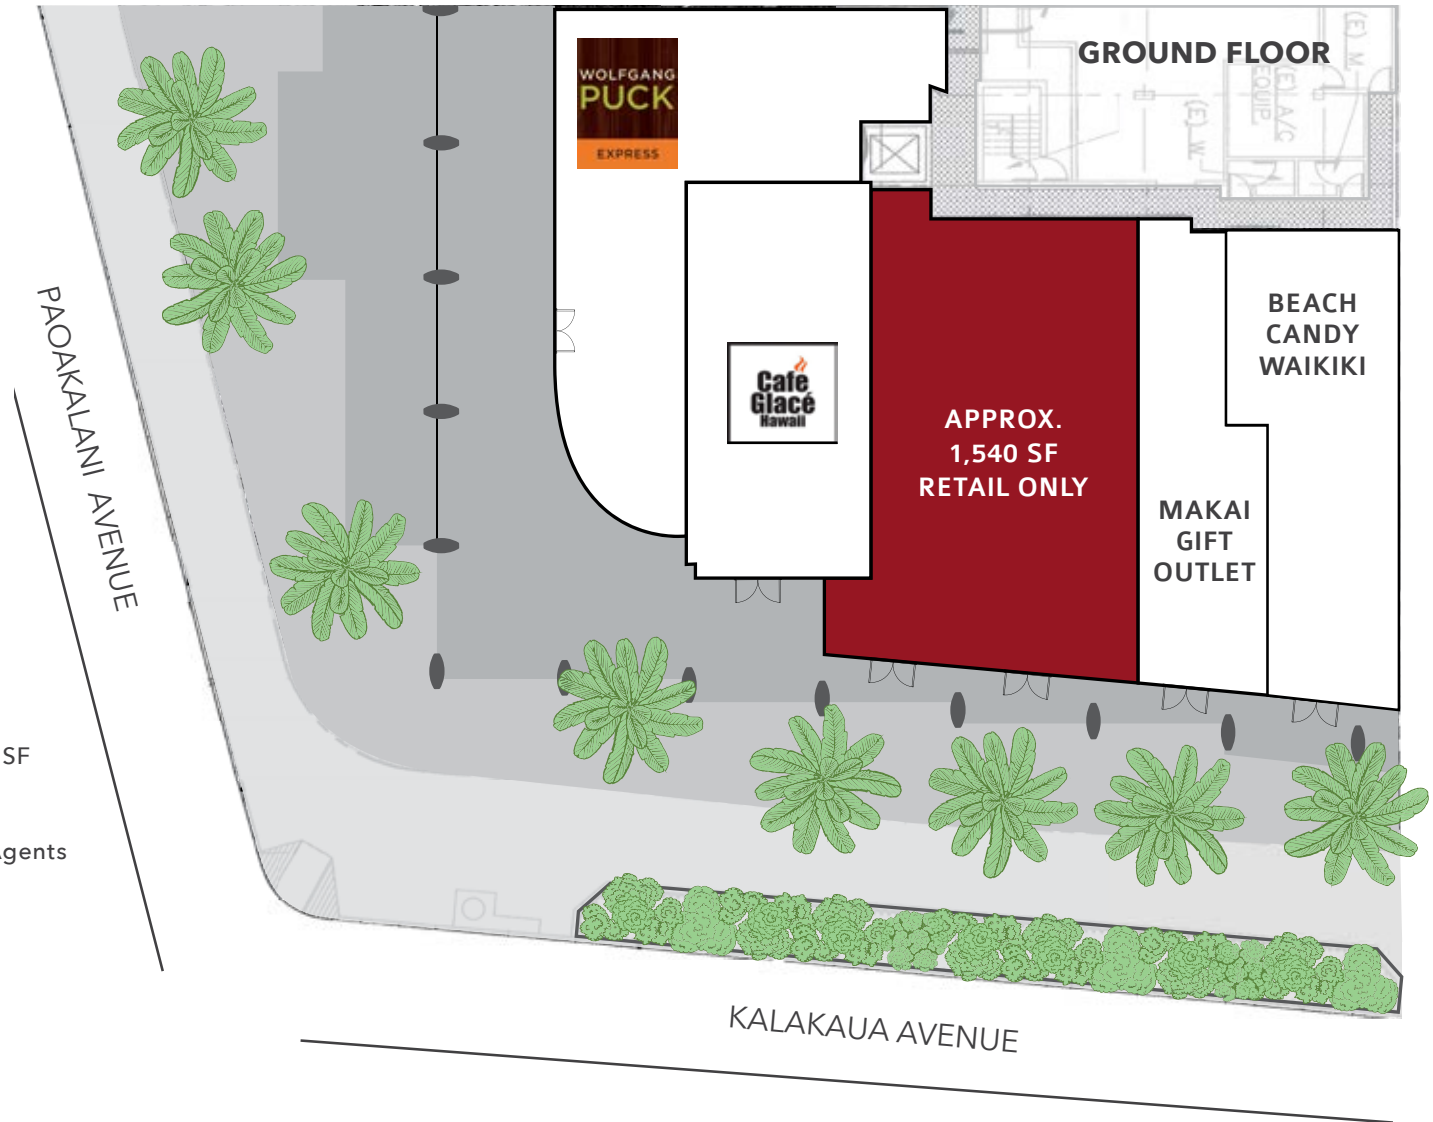 GROUND FLOOR
WOLFGANG
PUCK
EXPRESS
(E) M
(E) A/C
EQUIP.
(E) W
PAOAKALANI AVENUE
BEACH
CANDY
WAIKIKI
Café
Glacé
Hawaii
APPROX.
1,540 SF
RETAIL ONLY
MAKAI
GIFT
OUTLET
SF
gents
KALAKAUA AVENUE